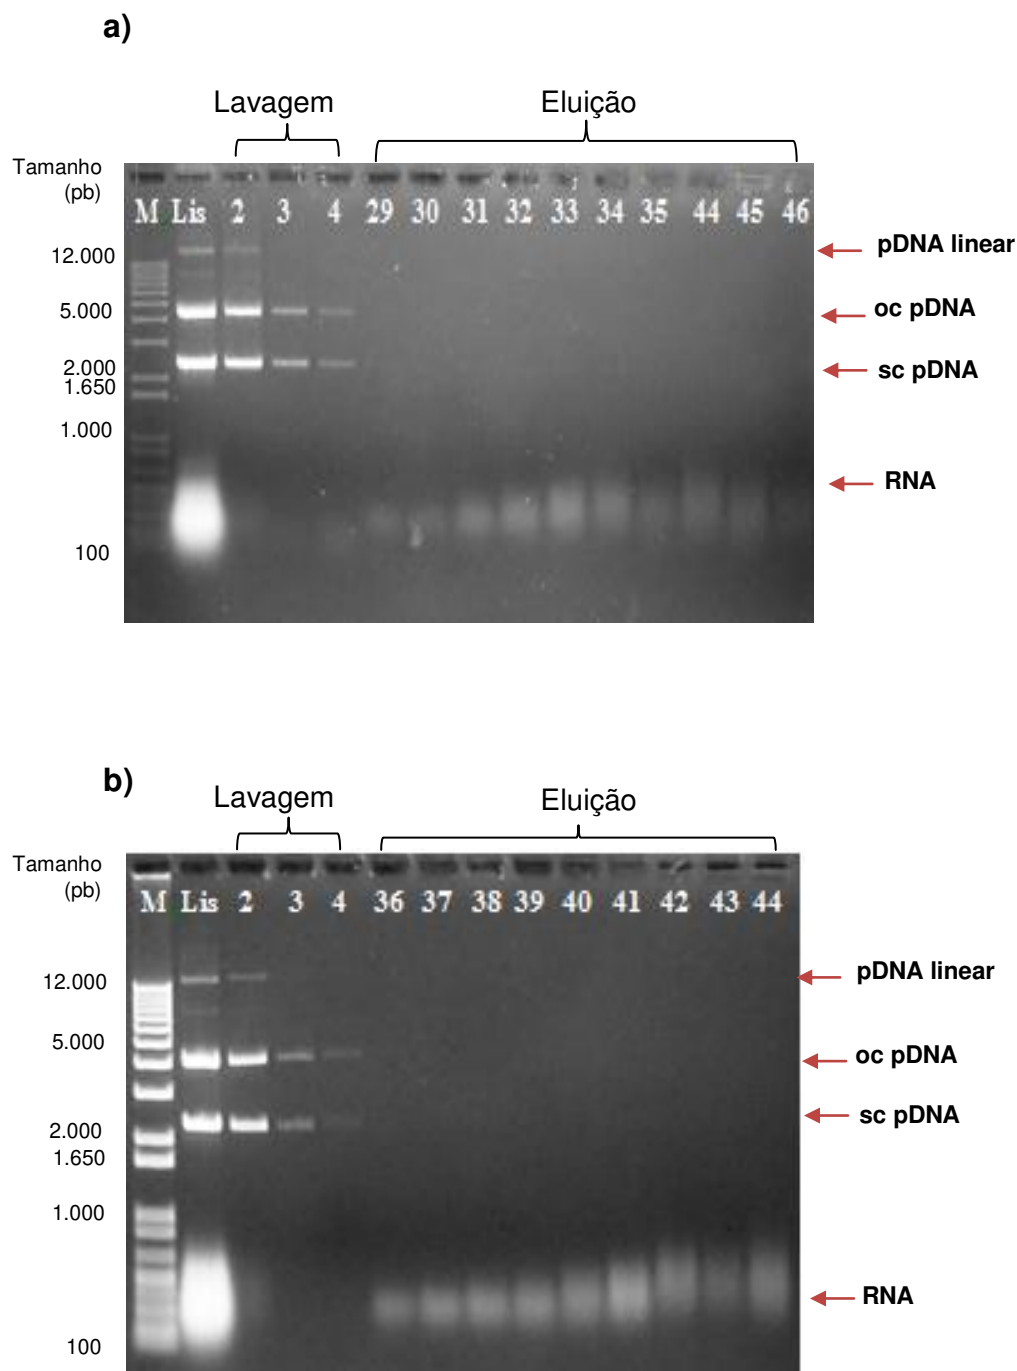 a)
Lavagem
Eluição
Tamanho
(pb)
M Lis 2 3 4 29 30 31 32 33 34 35 44 45 46
12.000
5.000
2.000
1.650
1.000
100
pDNA linear
oc pDNA
sc pDNA
RNA
b)
Lavagem
Eluição
Tamanho
(pb)
M Lis 2 3 4 36 37 38 39 40 41 42 43 44
12.000
5.000
2.000
1.650
1.000
100
pDNA linear
oc pDNA
sc pDNA
RNA